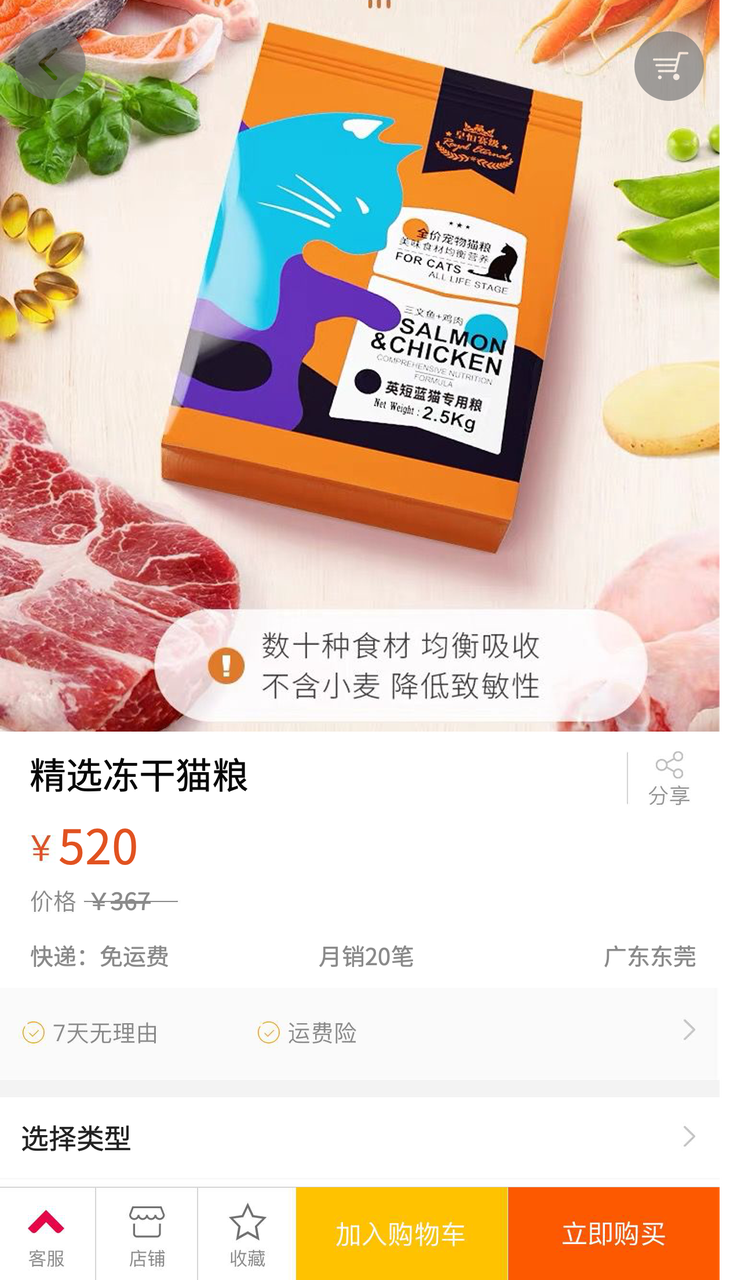 皇恒赛级
Royal Eternal
全价宠物猫粮
美味食材均衡营养
FOR CATS
ALL LIFE STAGE
三文鱼+鸡肉
SALMON
&CHICKEN
COMPREHENSIVE NUTRITION
FORMULA
英短蓝猫专用粮
Net Weight : 2.5Kg
数十种食材 均衡吸收
不含小麦 降低致敏性
精选冻干猫粮
分享
¥520
价格 ¥367
快递：免运费 月销20笔 广东东莞
7天无理由 运费险
选择类型
客服 店铺 收藏 加入购物车 立即购买